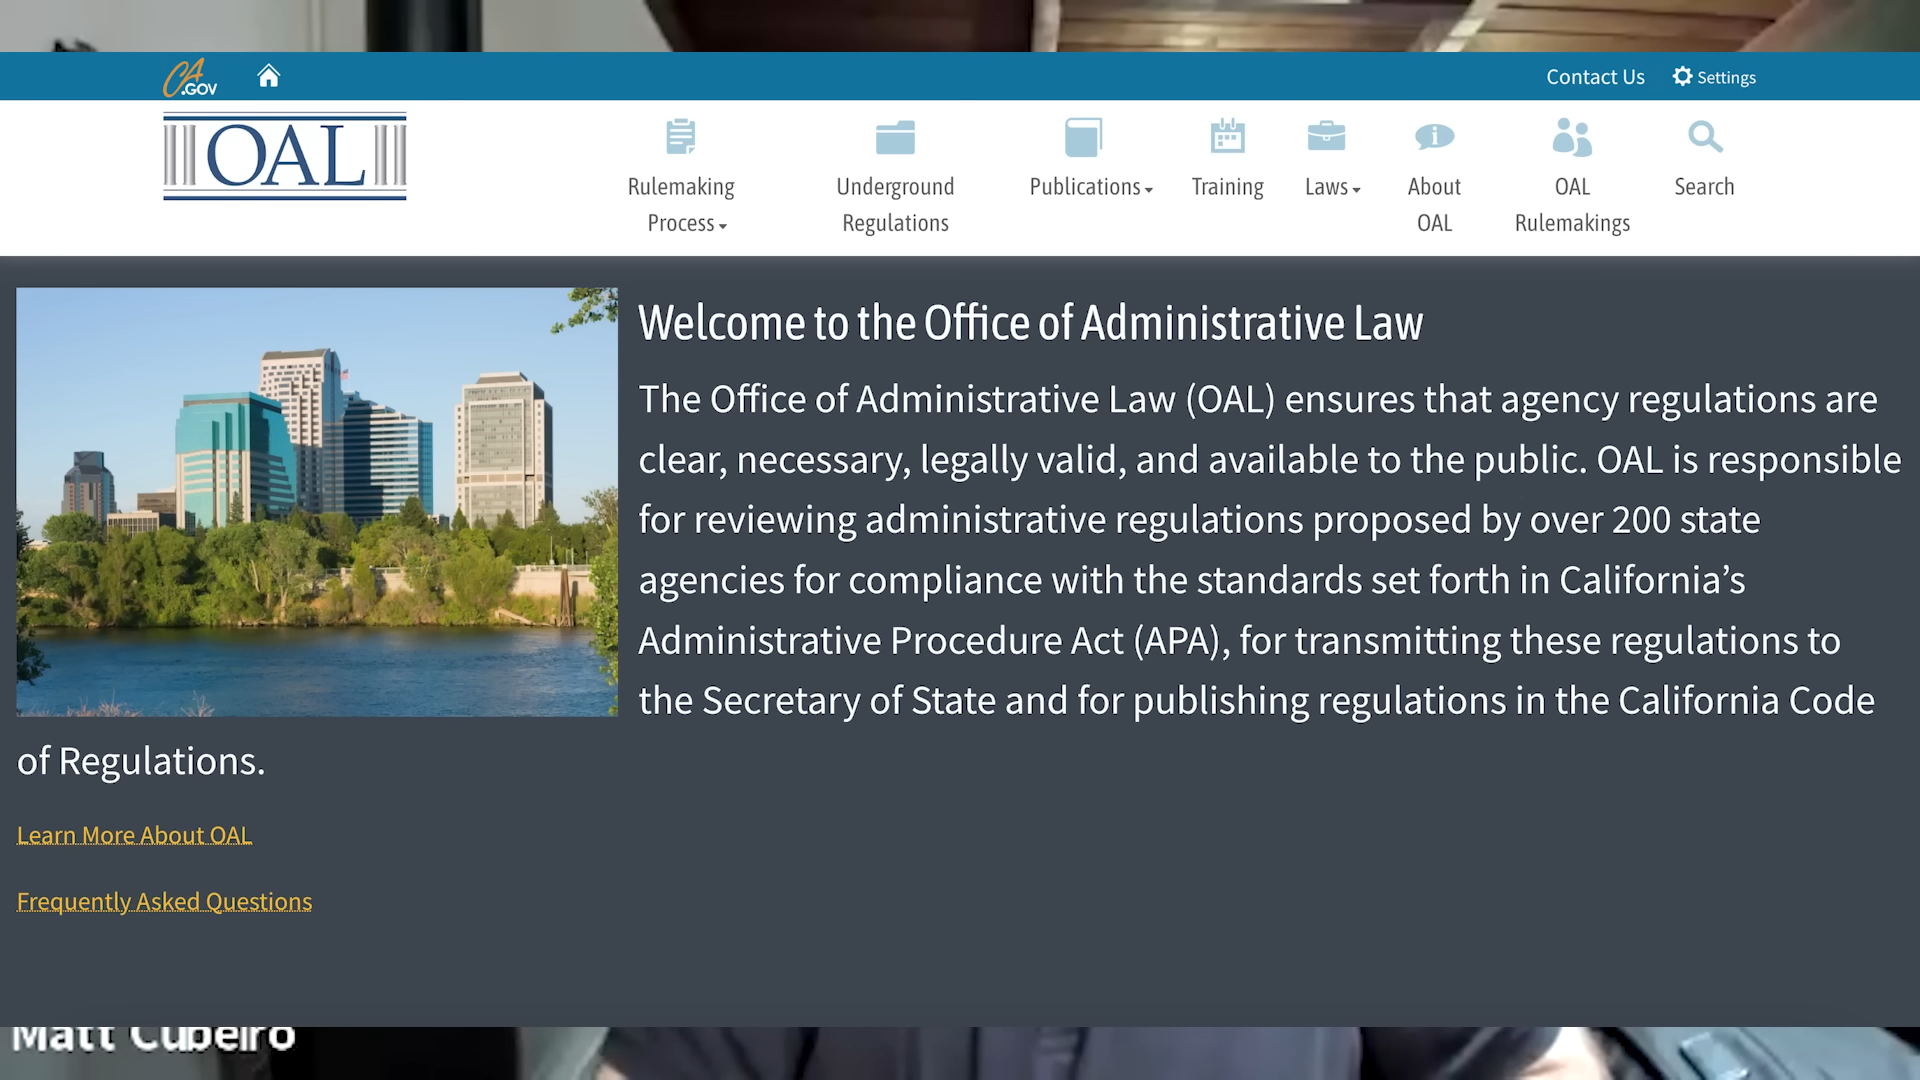 CA.GOV
Contact Us
Settings
OAL
Rulemaking
Process
Underground
Regulations
Publications
Training
Laws
About
OAL
OAL
Rulemakings
Search
Welcome to the Office of Administrative Law
The Office of Administrative Law (OAL) ensures that agency regulations are
clear, necessary, legally valid, and available to the public. OAL is responsible
for reviewing administrative regulations proposed by over 200 state
agencies for compliance with the standards set forth in California’s
Administrative Procedure Act (APA), for transmitting these regulations to
the Secretary of State and for publishing regulations in the California Code
of Regulations.
Learn More About OAL
Frequently Asked Questions
Matt Cubeiro